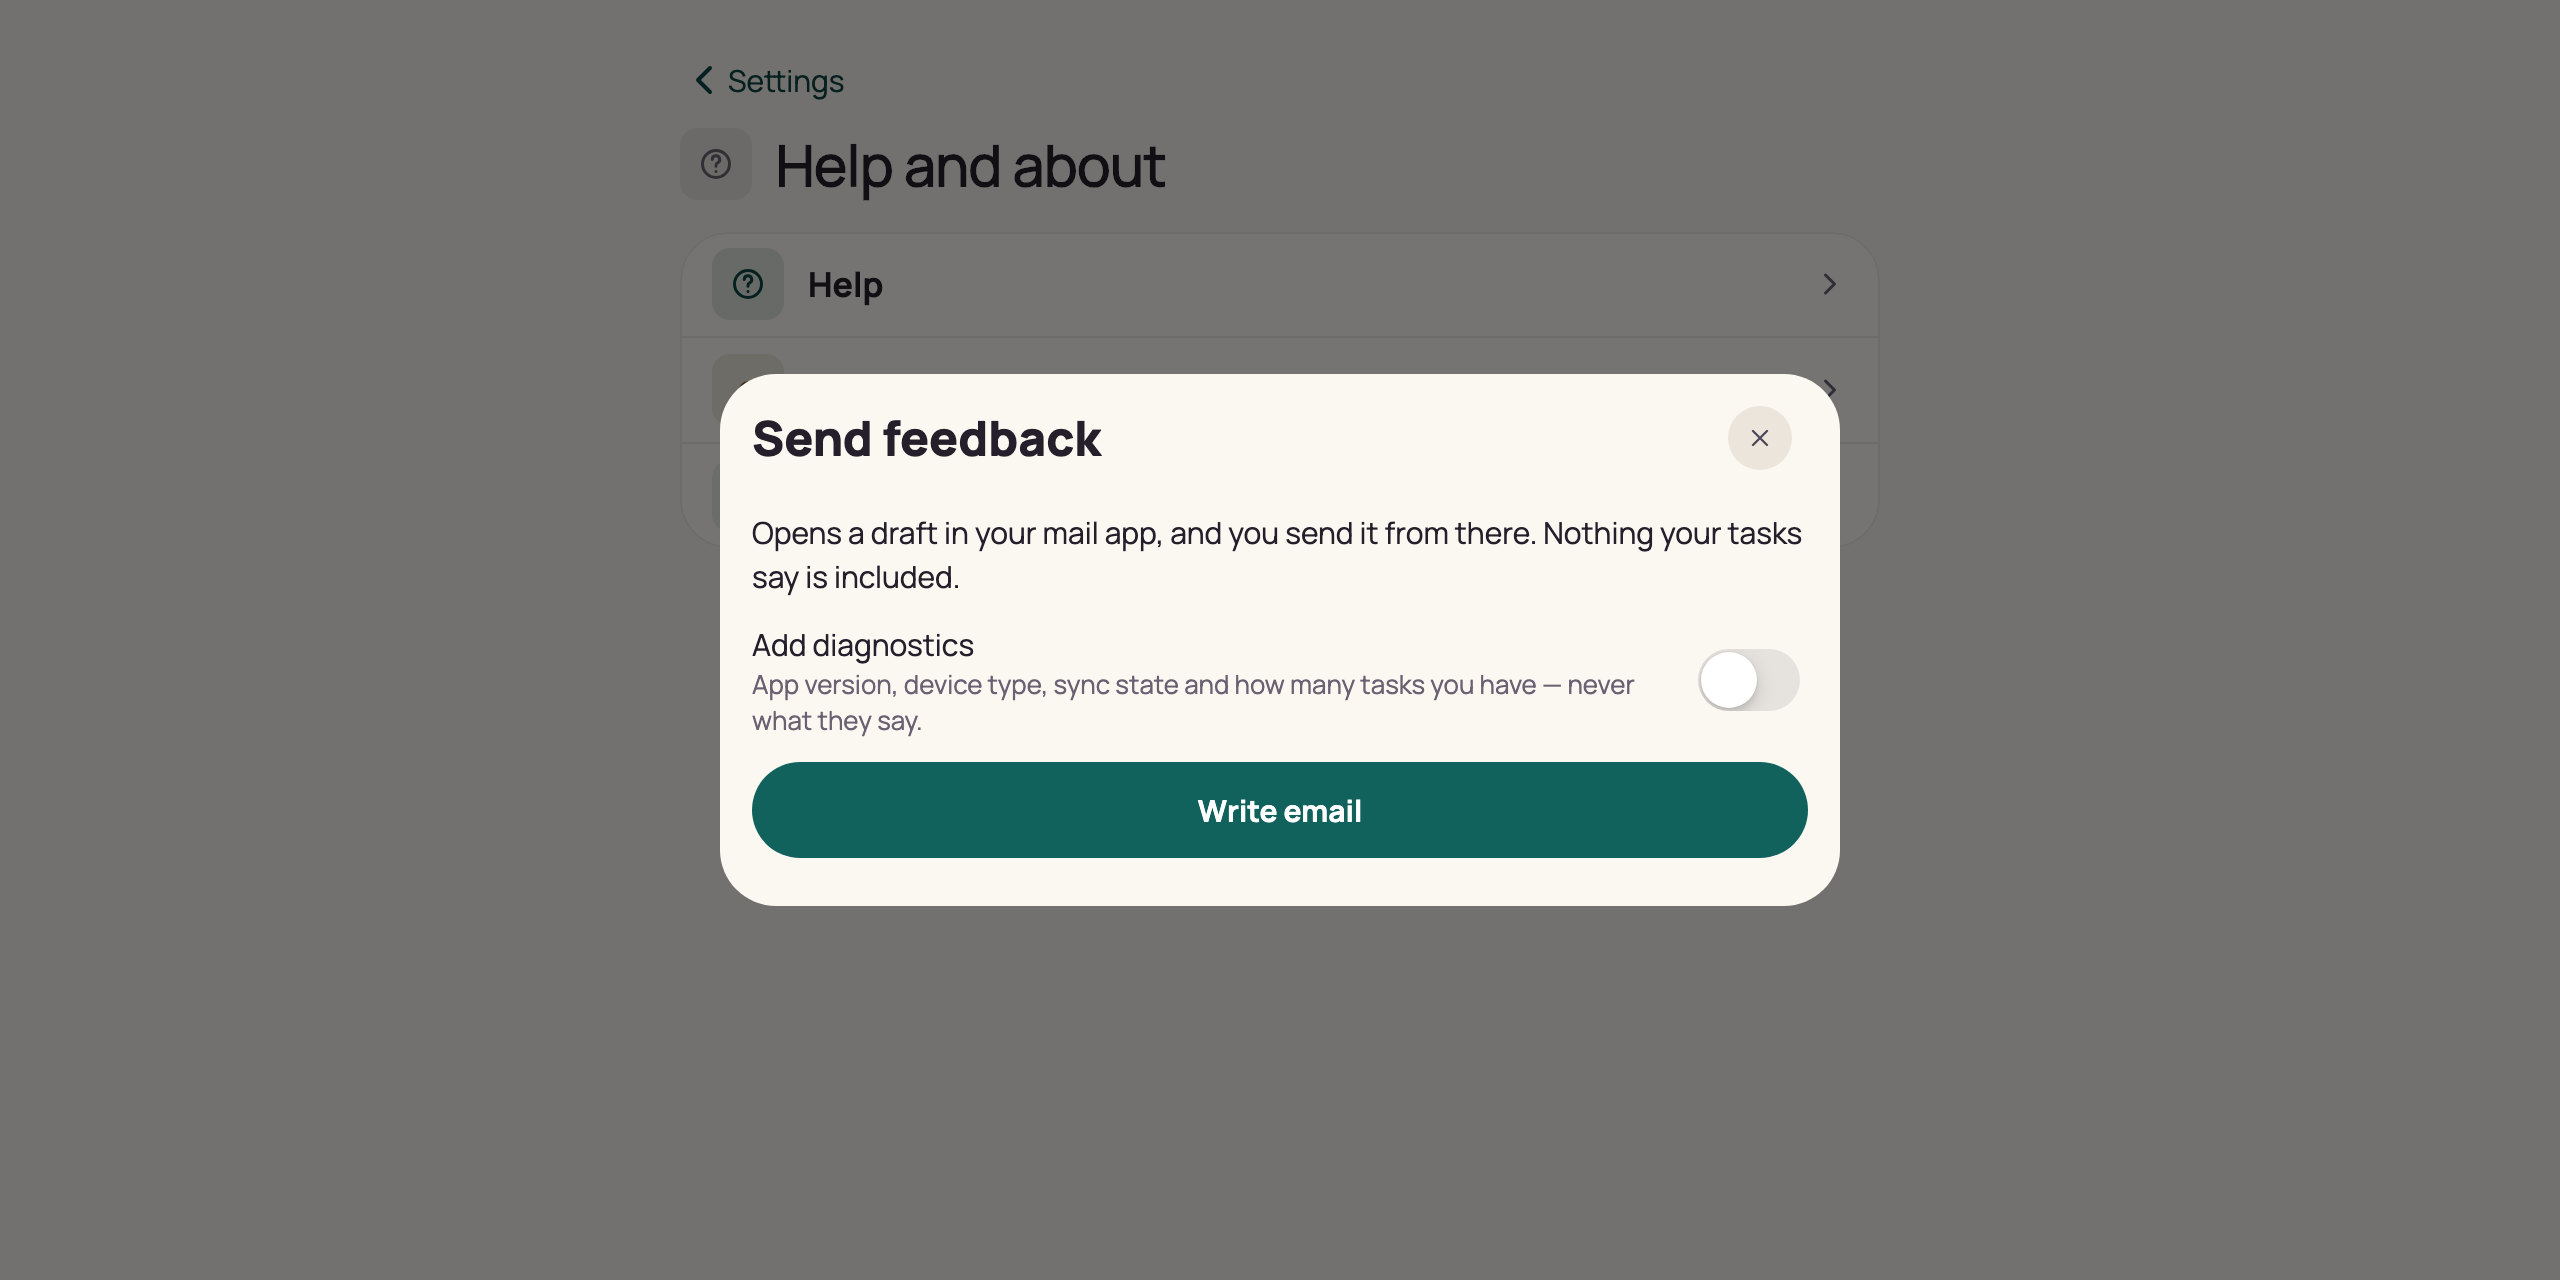 Settings
Help and about
Help
Send feedback
Opens a draft in your mail app, and you send it from there. Nothing your tasks
say is included.
Add diagnostics
App version, device type, sync state and how many tasks you have — never
what they say.
Write email